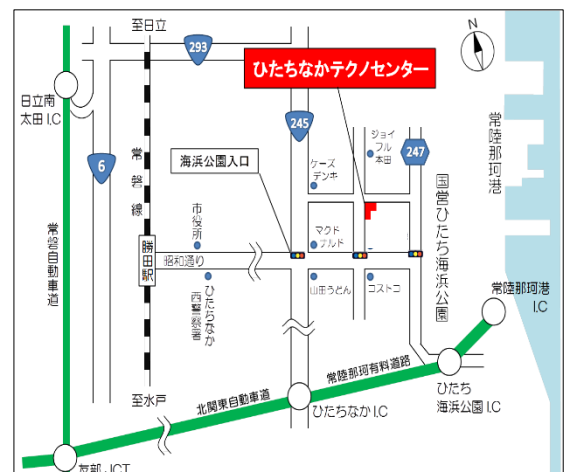 至日立
293
N
ひたちなかテクノセンター
日立南
太田 I.C
常陸那珂港
245
ジョイ
フル
本田
247
6
常磐線
海浜公園入口
ケーズ
デンキ
国営ひたち海浜公園
市役所
マクド
ナルド
勝田駅
昭和通り
常磐自動車道
ひたちなか
西警察署
山田うどん
コストコ
常陸那珂港
I.C
常陸那珂有料道路
至水戸
北関東自動車道
ひたちなか I.C
ひたち
海浜公園 I.C
友部 JCT